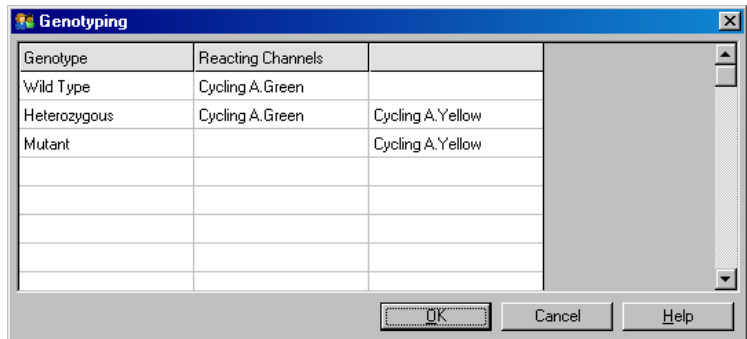 Genotyping
Genotype Reacting Channels
Wild Type Cycling A.Green
Heterozygous Cycling A.Green Cycling A.Yellow
Mutant Cycling A.Yellow
OK Cancel Help